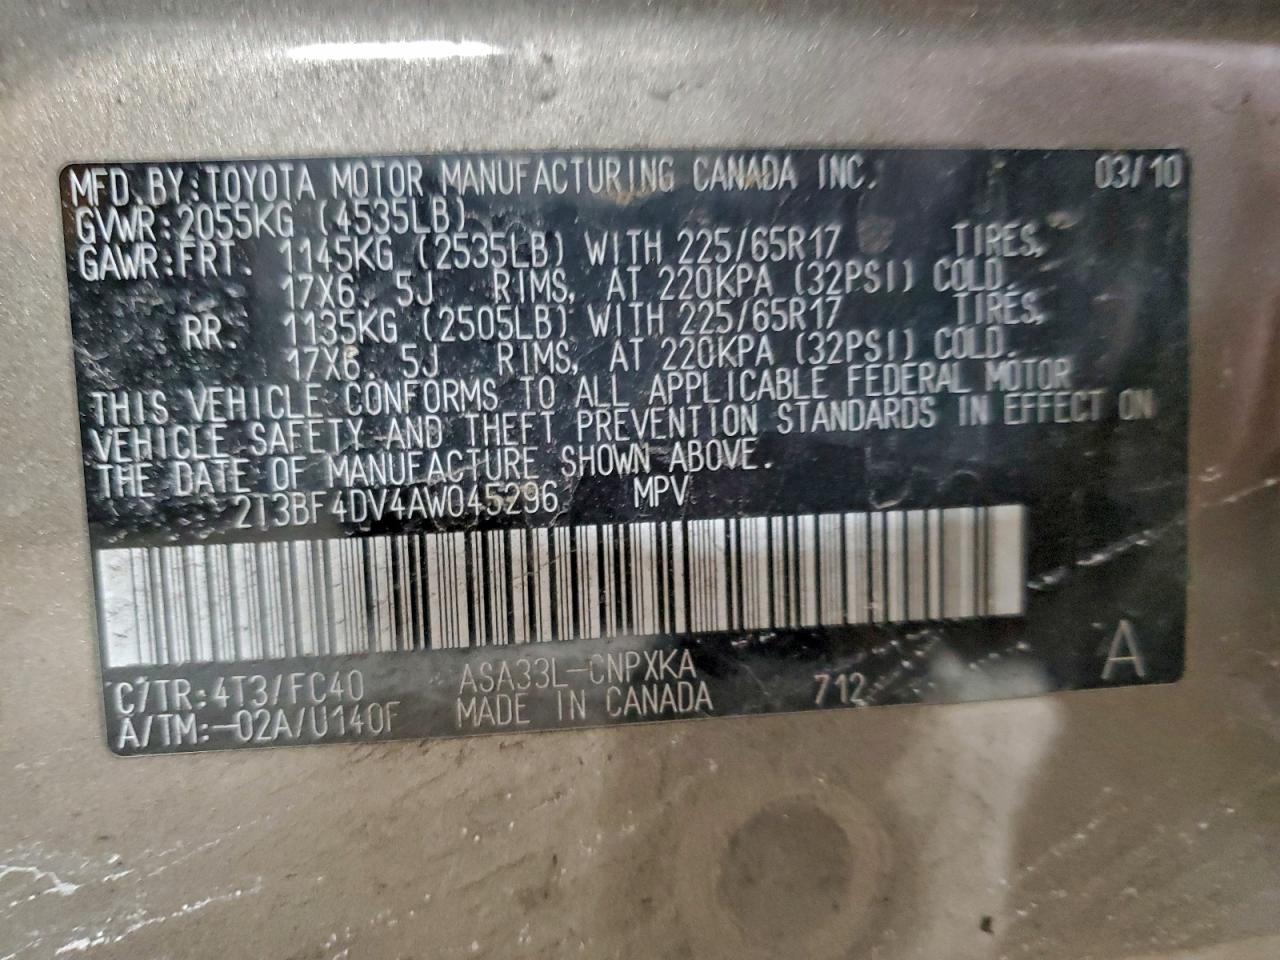 MFD.BY:TOYOTA MOTOR MANUFACTURING CANADA INC. 03/10
GVWR:2055KG (4535LB)
GAWR:FRT. 1145KG (2535LB) WITH 225/65R17 TIRES,
17X6.5J RIMS, AT 220KPA (32PSI) COLD.
RR. 1135KG (2505LB) WITH 225/65R17 TIRES,
17X6.5J RIMS, AT 220KPA (32PSI) COLD.
THIS VEHICLE CONFORMS TO ALL APPLICABLE FEDERAL MOTOR
VEHICLE SAFETY AND THEFT PREVENTION STANDARDS IN EFFECT ON
THE DATE OF MANUFACTURE SHOWN ABOVE.
2T3BF4DV4AW045296 MPV
C/TR:4T3/FC40 ASA33L-CNPXKA A
A/TM:-02A/U140F MADE IN CANADA 712